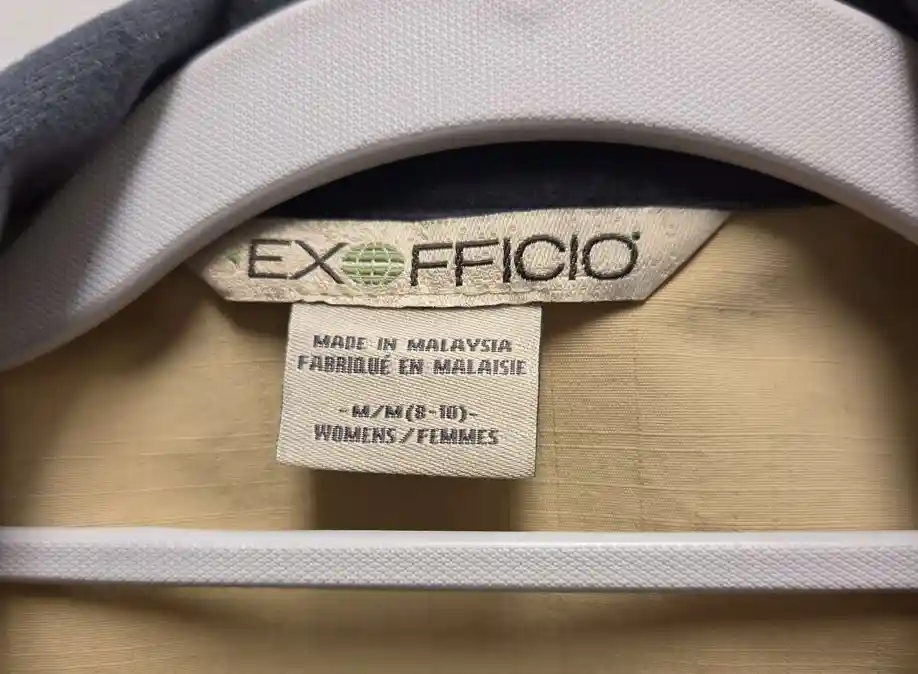 EXOFFICIO
MADE IN MALAYSIA
FABRIQUÉ EN MALAISIE
-M/M(8-10)-
WOMENS/FEMMES